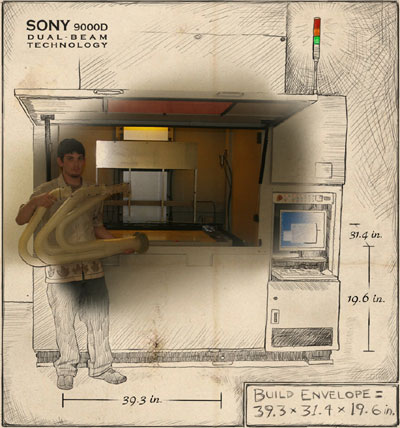 SONY 9000D
DUAL-BEAM
TECHNOLOGY
31.4 in.
19.6 in.
39.3 in.
BUILD ENVELOPE =
39.3 × 31.4 × 19.6 in.